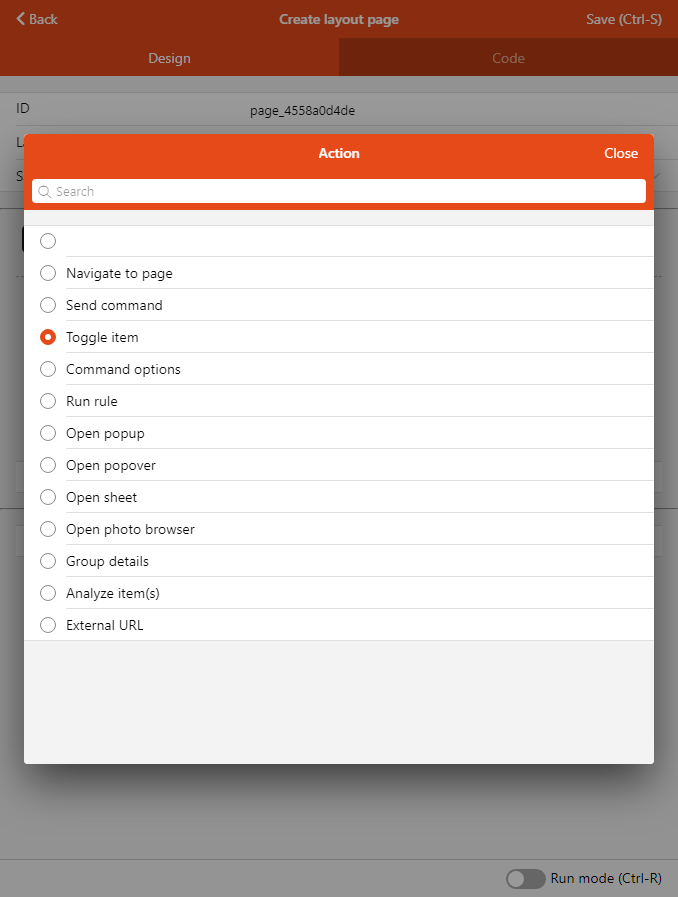 Back
Create layout page
Save (Ctrl-S)
Design
Code
ID
page_4558a0d4de
Action
Close
Search
Navigate to page
Send command
Toggle item
Command options
Run rule
Open popup
Open popover
Open sheet
Open photo browser
Group details
Analyze item(s)
External URL
Run mode (Ctrl-R)